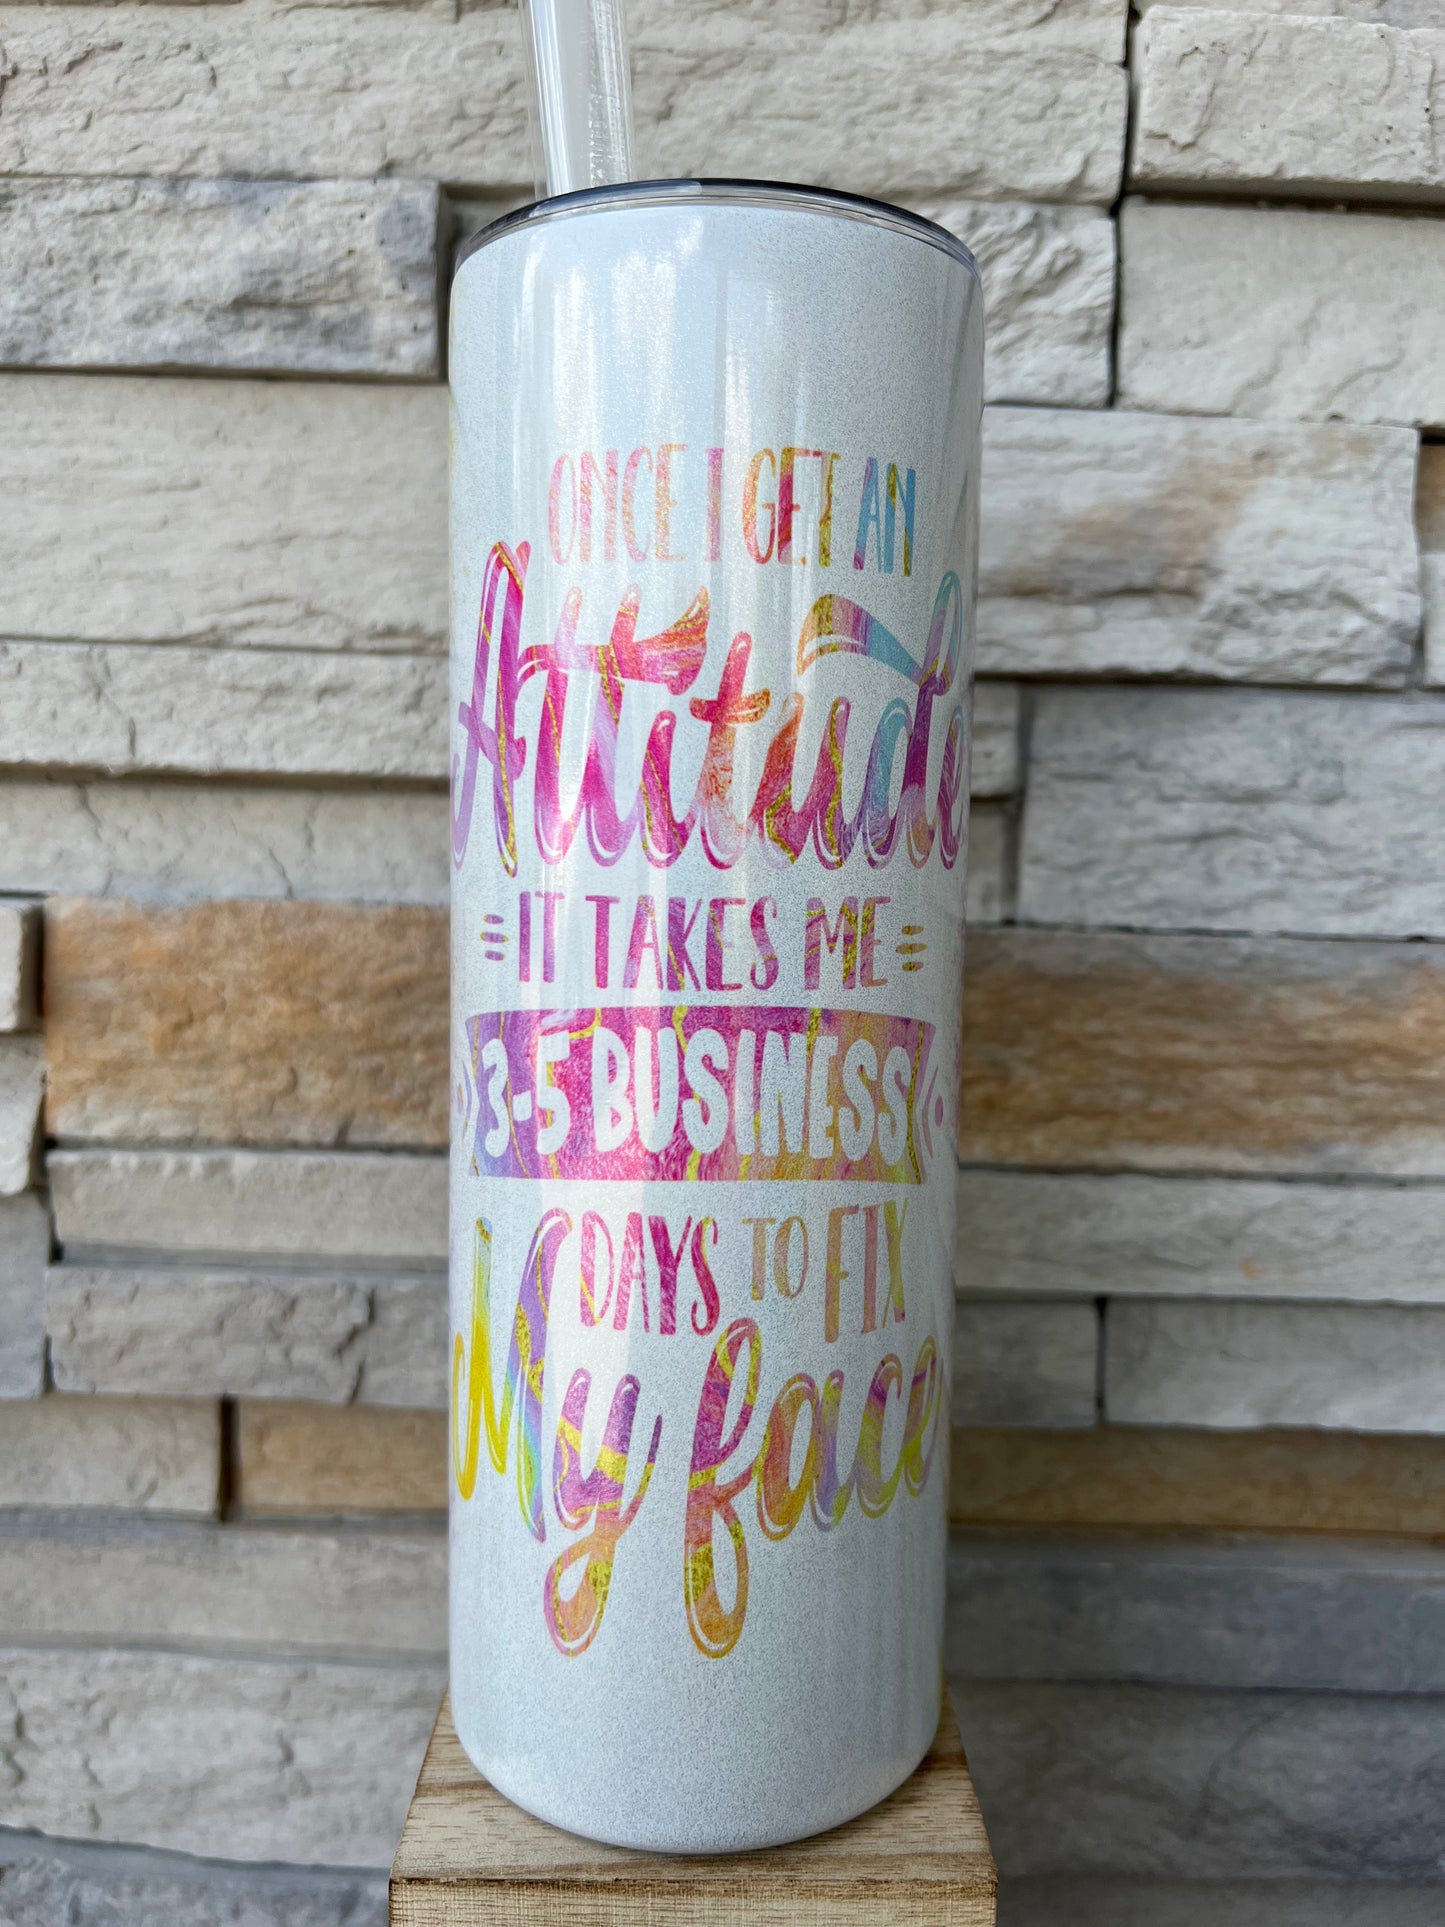 ONCE I GET AN
Attitude
IT TAKES ME
3-5 BUSINESS
DAYS TO FIX
My face